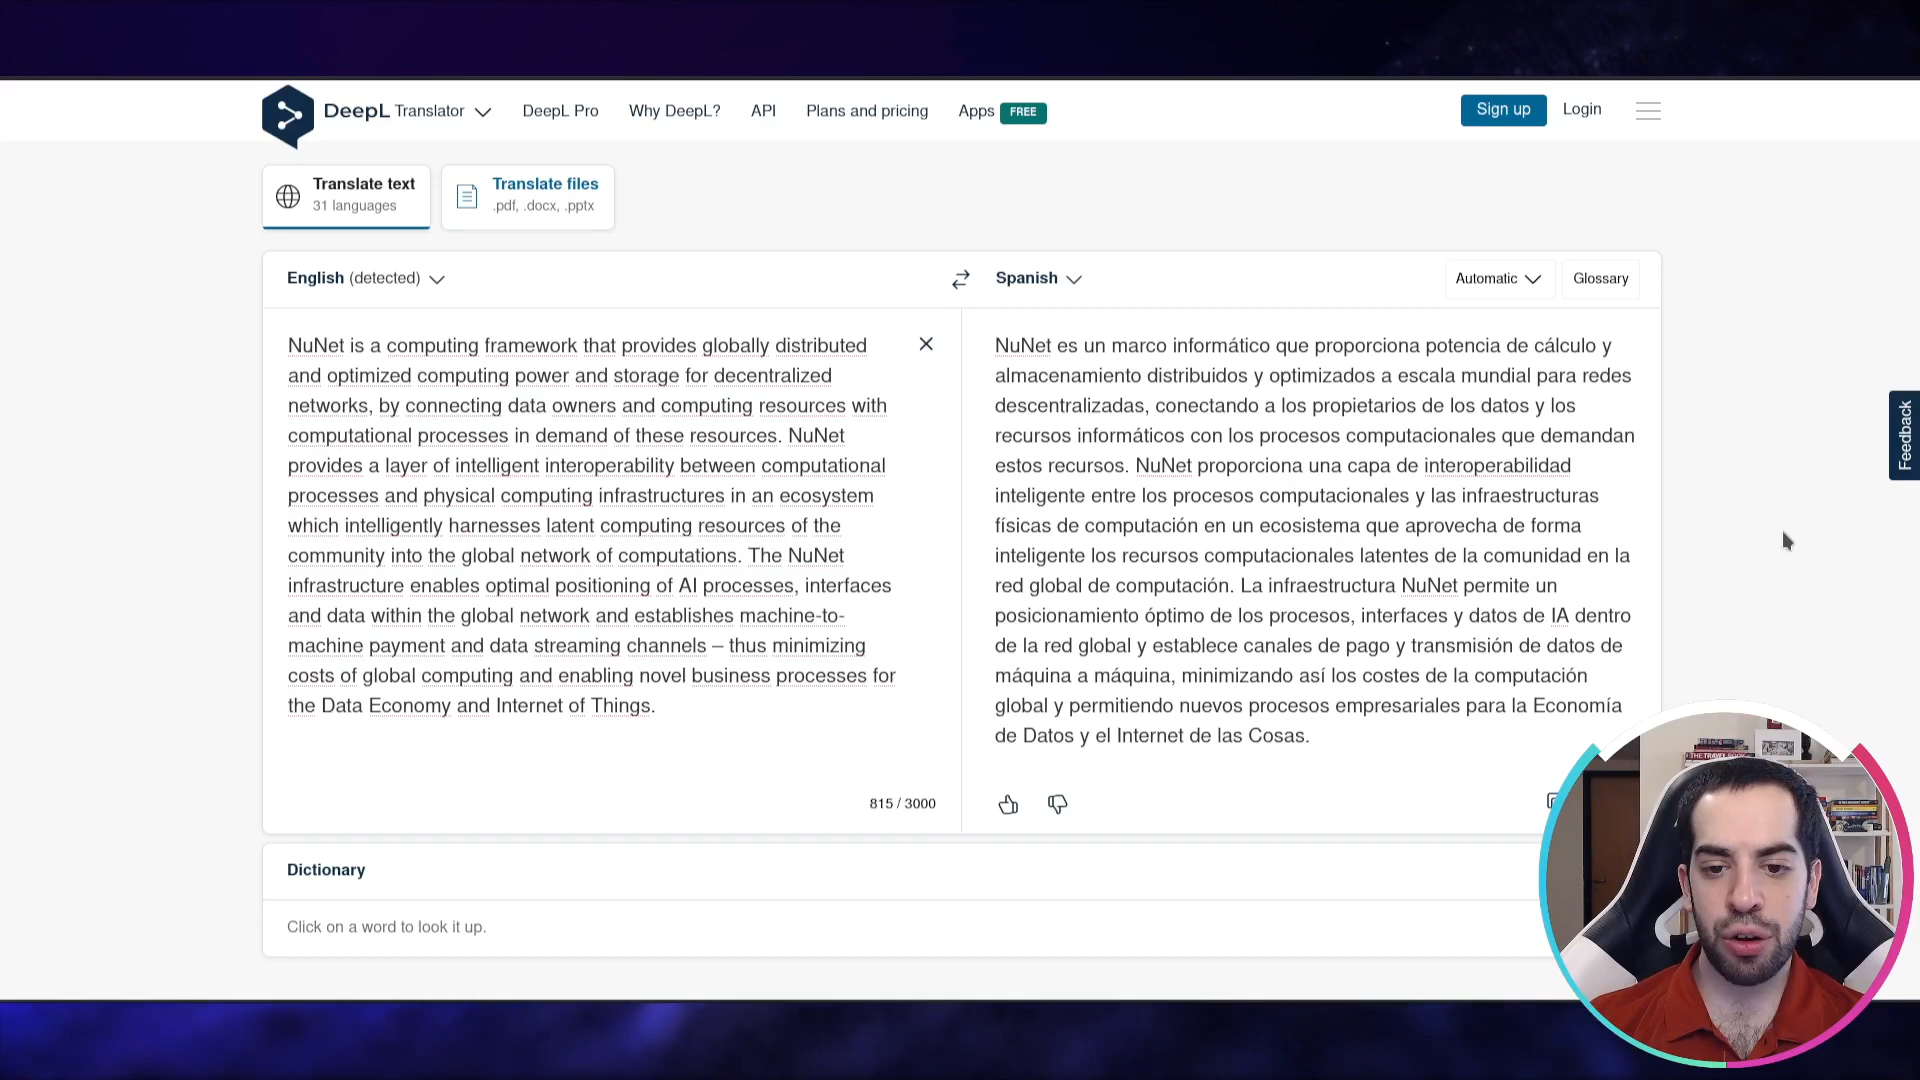 DeepL Translator
DeepL Pro
Why DeepL?
API
Plans and pricing
Apps FREE
Sign up
Login
Translate text
31 languages
Translate files
.pdf, .docx, .pptx
English (detected)
Spanish
Automatic
Glossary
NuNet is a computing framework that provides globally distributed
and optimized computing power and storage for decentralized
networks, by connecting data owners and computing resources with
computational processes in demand of these resources. NuNet
provides a layer of intelligent interoperability between computational
processes and physical computing infrastructures in an ecosystem
which intelligently harnesses latent computing resources of the
community into the global network of computations. The NuNet
infrastructure enables optimal positioning of AI processes, interfaces
and data within the global network and establishes machine-to-
machine payment and data streaming channels – thus minimizing
costs of global computing and enabling novel business processes for
the Data Economy and Internet of Things.
815 / 3000
NuNet es un marco informático que proporciona potencia de cálculo y
almacenamiento distribuidos y optimizados a escala mundial para redes
descentralizadas, conectando a los propietarios de los datos y los
recursos informáticos con los procesos computacionales que demandan
estos recursos. NuNet proporciona una capa de interoperabilidad
inteligente entre los procesos computacionales y las infraestructuras
físicas de computación en un ecosistema que aprovecha de forma
inteligente los recursos computacionales latentes de la comunidad en la
red global de computación. La infraestructura NuNet permite un
posicionamiento óptimo de los procesos, interfaces y datos de IA dentro
de la red global y establece canales de pago y transmisión de datos de
máquina a máquina, minimizando así los costes de la computación
global y permitiendo nuevos procesos empresariales para la Economía
de Datos y el Internet de las Cosas.
Feedback
Dictionary
Click on a word to look it up.